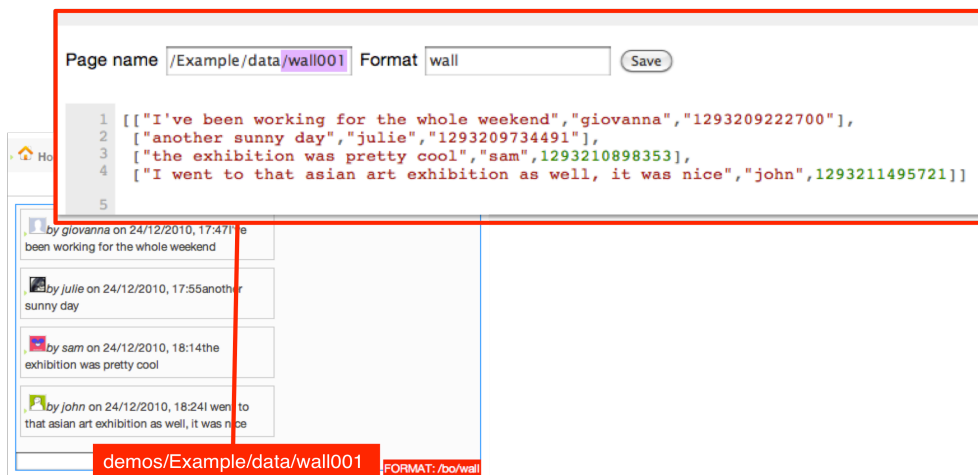 Page name /Example/data/wall001 Format wall Save
1 [["I've been working for the whole weekend","giovanna","1293209222700"],
2 ["another sunny day","julie","1293209734491"],
3 ["the exhibition was pretty cool","sam",1293210898353],
4 ["I went to that asian art exhibition as well, it was nice","john",1293211495721]]
5
Ho
by giovanna on 24/12/2010, 17:47I've
been working for the whole weekend
by julie on 24/12/2010, 17:55another
sunny day
by sam on 24/12/2010, 18:14the
exhibition was pretty cool
by john on 24/12/2010, 18:24I went to
that asian art exhibition as well, it was nice
demos/Example/data/wall001
FORMAT: /bo/wall